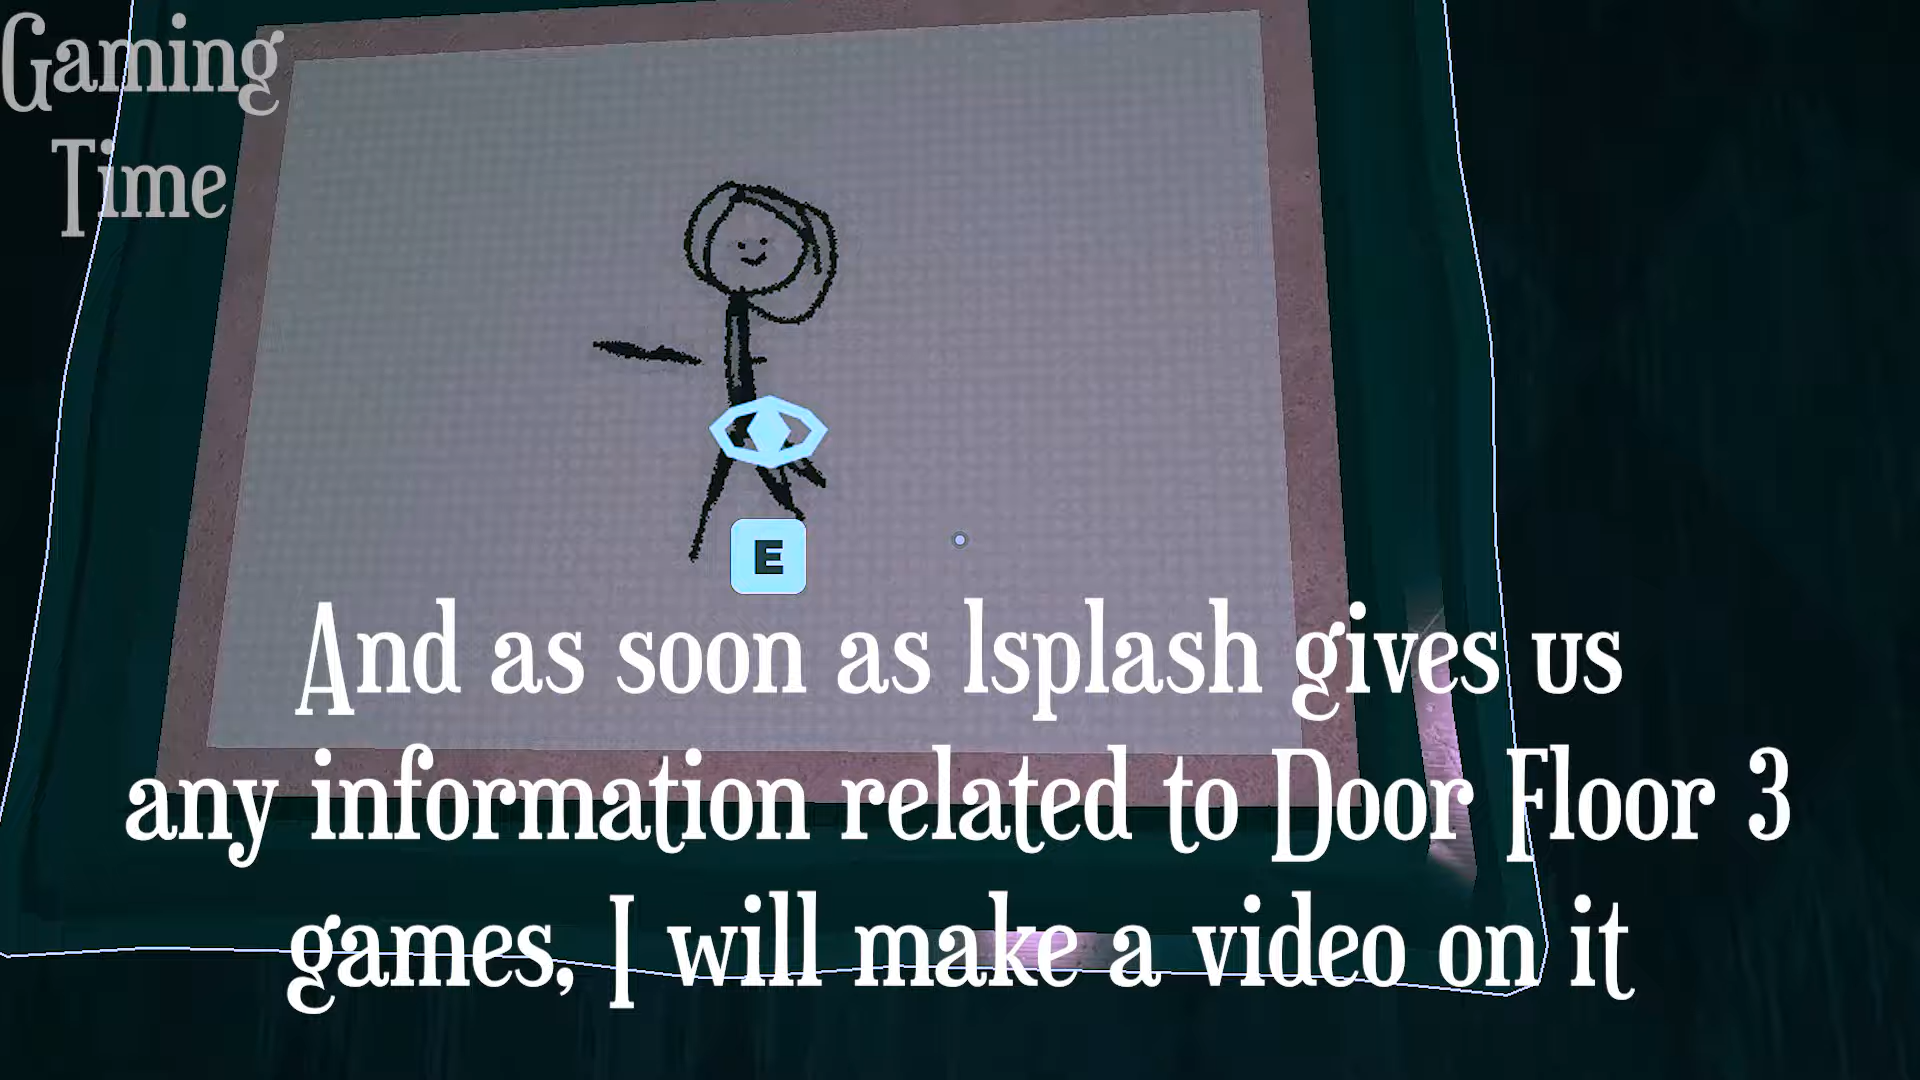 Gaming
Time
E
And as soon as lsplash gives us
any information related to Door Floor 3
games, I will make a video on it